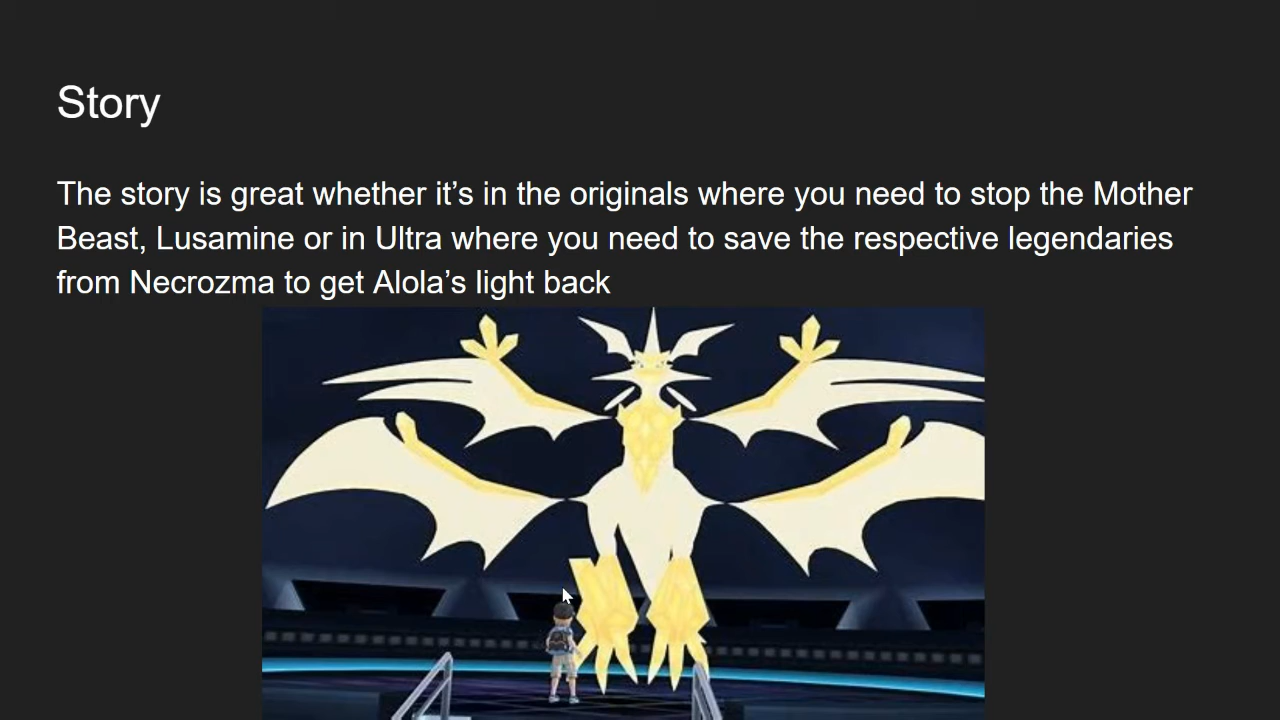 Story
The story is great whether it’s in the originals where you need to stop the Mother
Beast, Lusamine or in Ultra where you need to save the respective legendaries
from Necrozma to get Alola’s light back